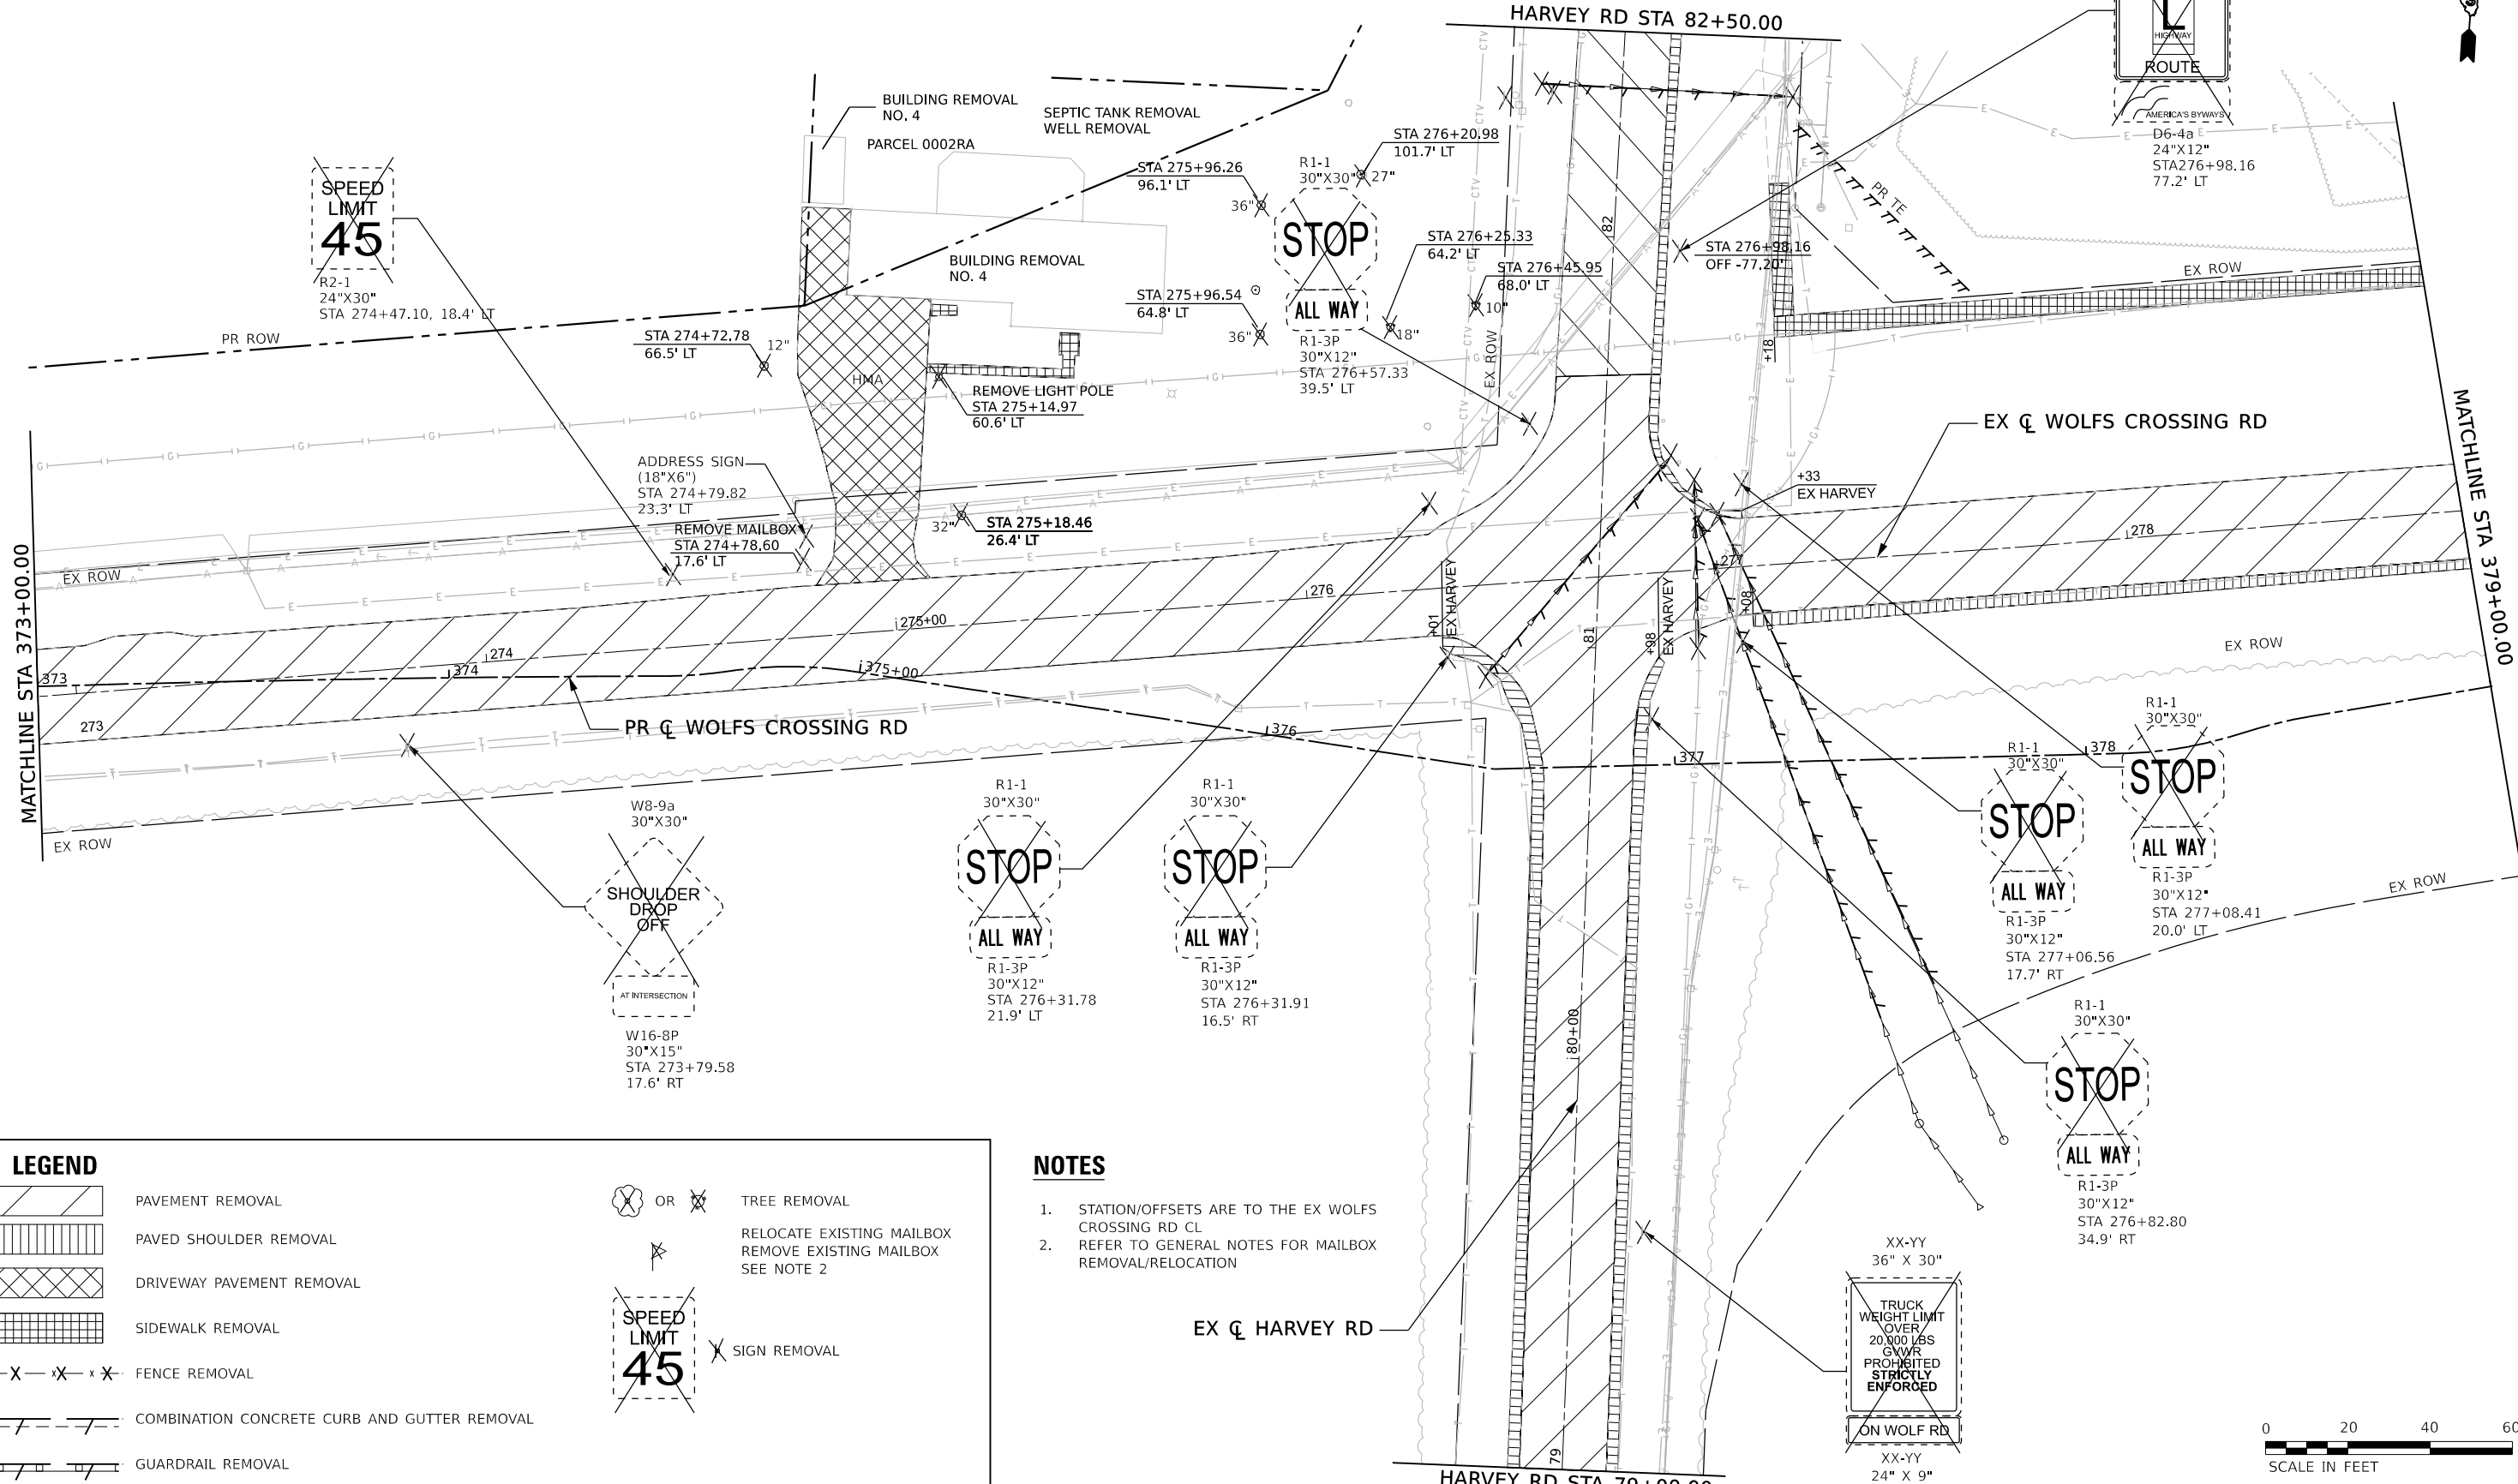 HARVEY RD STA 82+50.00
L
HIGHWAY
ROUTE
AMERICA'S BYWAYS
D6-4a
24"X12"
STA276+98.16
77.2' LT
BUILDING REMOVAL
NO. 4
PARCEL 0002RA
SEPTIC TANK REMOVAL
WELL REMOVAL
STA 276+20.98
101.7' LT
27"
STA 275+96.26
96.1' LT
36"
R1-1
30"X30"
STOP
ALL WAY
R1-3P
30"X12"
STA 276+57.33
39.5' LT
SPEED
LIMIT
45
R2-1
24"X30"
STA 274+47.10, 18.4' LT
BUILDING REMOVAL
NO. 4
STA 276+25.33
64.2' LT
18"
STA 276+45.95
68.0' LT
10"
STA 276+98.16
OFF -77.20'
PR TE
EX ROW
82
STA 275+96.54
64.8' LT
36"
PR ROW
STA 274+72.78
66.5' LT
12"
HMA
REMOVE LIGHT POLE
STA 275+14.97
60.6' LT
EX ROW
+18
EX CL WOLFS CROSSING RD
MATCHLINE STA 379+00.00
ADDRESS SIGN
(18"X6")
STA 274+79.82
23.3' LT
REMOVE MAILBOX
STA 274+78.60
17.6' LT
32"
STA 275+18.46
26.4' LT
+33
EX HARVEY
278
277
276
275+00
274
273
EX ROW
MATCHLINE STA 373+00.00
+01
EX HARVEY
81
+98
EX HARVEY
+08
EX ROW
373
374
375+00
376
377
378
PR CL WOLFS CROSSING RD
EX ROW
W8-9a
30"X30"
SHOULDER
DROP
OFF
AT INTERSECTION
W16-8P
30"X15"
STA 273+79.58
17.6' RT
R1-1
30"X30"
STOP
ALL WAY
R1-3P
30"X12"
STA 276+31.78
21.9' LT
R1-1
30"X30"
STOP
ALL WAY
R1-3P
30"X12"
STA 276+31.91
16.5' RT
R1-1
30"X30"
STOP
ALL WAY
R1-3P
30"X12"
STA 277+06.56
17.7' RT
R1-1
30"X30"
STOP
ALL WAY
R1-3P
30"X12"
STA 277+08.41
20.0' LT
EX ROW
R1-1
30"X30"
STOP
ALL WAY
R1-3P
30"X12"
STA 276+82.80
34.9' RT
80+00
79
EX CL HARVEY RD
XX-YY
36" X 30"
TRUCK
WEIGHT LIMIT
OVER
20,000 LBS
GVWR
PROHIBITED
STRICTLY
ENFORCED
ON WOLF RD
XX-YY
24" X 9"
LEGEND
PAVEMENT REMOVAL
PAVED SHOULDER REMOVAL
DRIVEWAY PAVEMENT REMOVAL
SIDEWALK REMOVAL
FENCE REMOVAL
COMBINATION CONCRETE CURB AND GUTTER REMOVAL
GUARDRAIL REMOVAL
OR
TREE REMOVAL
RELOCATE EXISTING MAILBOX
REMOVE EXISTING MAILBOX
SEE NOTE 2
SPEED
LIMIT
45
SIGN REMOVAL
NOTES
1. STATION/OFFSETS ARE TO THE EX WOLFS
CROSSING RD CL
2. REFER TO GENERAL NOTES FOR MAILBOX
REMOVAL/RELOCATION
0 20 40 60
SCALE IN FEET
HARVEY RD STA